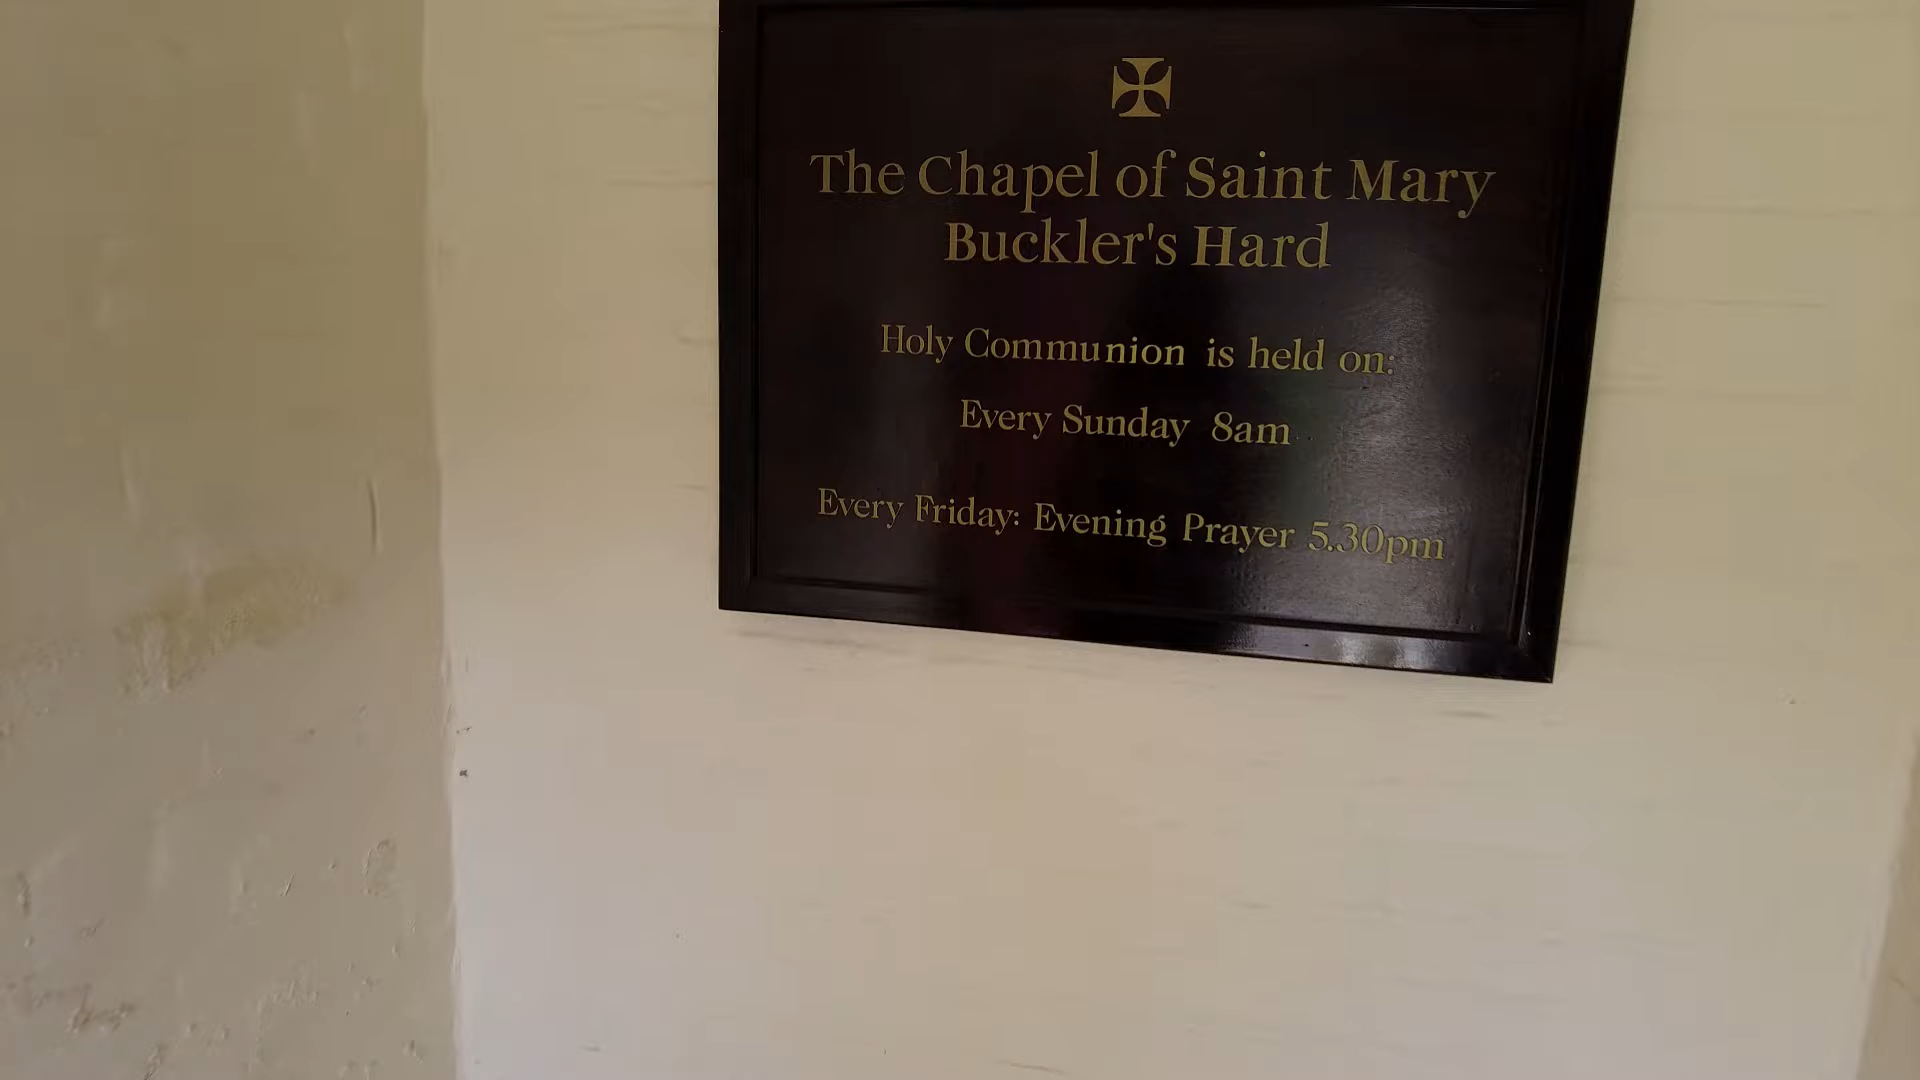 The Chapel of Saint Mary
Buckler's Hard
Holy Communion is held on:
Every Sunday 8am
Every Friday: Evening Prayer 5.30pm